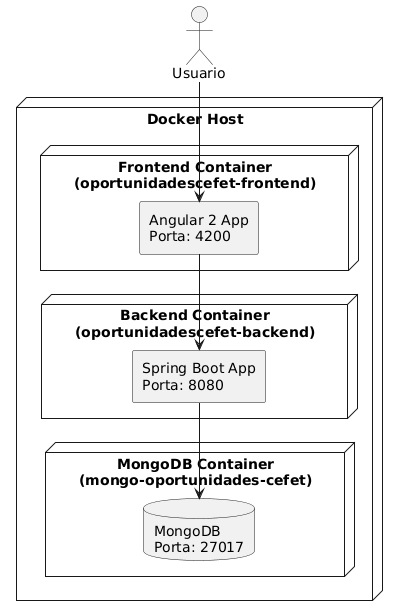 Usuario
Docker Host
Frontend Container
(oportunidadescefet-frontend)
Angular 2 App
Porta: 4200
Backend Container
(oportunidadescefet-backend)
Spring Boot App
Porta: 8080
MongoDB Container
(mongo-oportunidades-cefet)
MongoDB
Porta: 27017